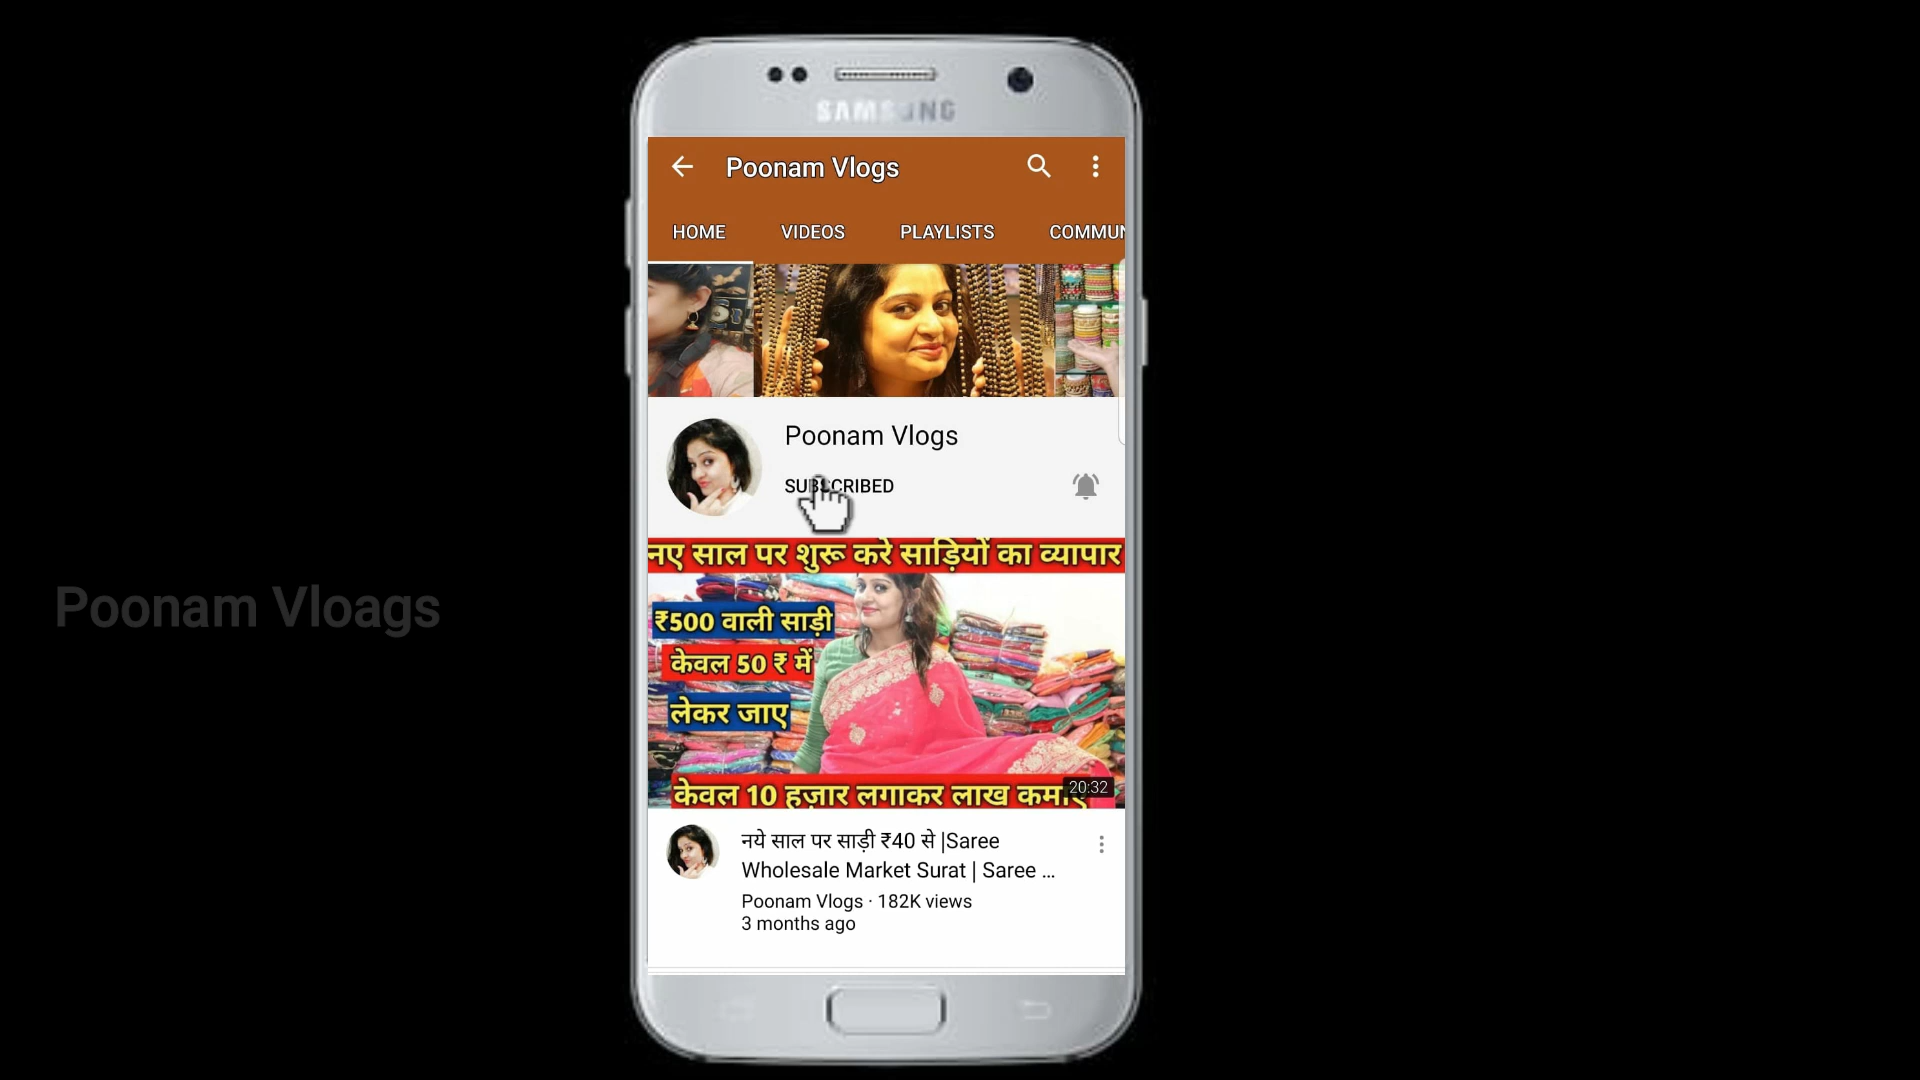 SAMSUNG
Poonam Vlogs
HOME VIDEOS PLAYLISTS COMMUN
Poonam Vlogs
SUBSCRIBED
नए साल पर शुरू करे साड़ियों का व्यापार
₹500 वाली साड़ी
केवल 50 ₹ में
लेकर जाए
केवल 10 हज़ार लगाकर लाख कमाए
20:32
नये साल पर साड़ी ₹40 से |Saree
Wholesale Market Surat | Saree ...
Poonam Vlogs · 182K views
3 months ago
Poonam Vloags